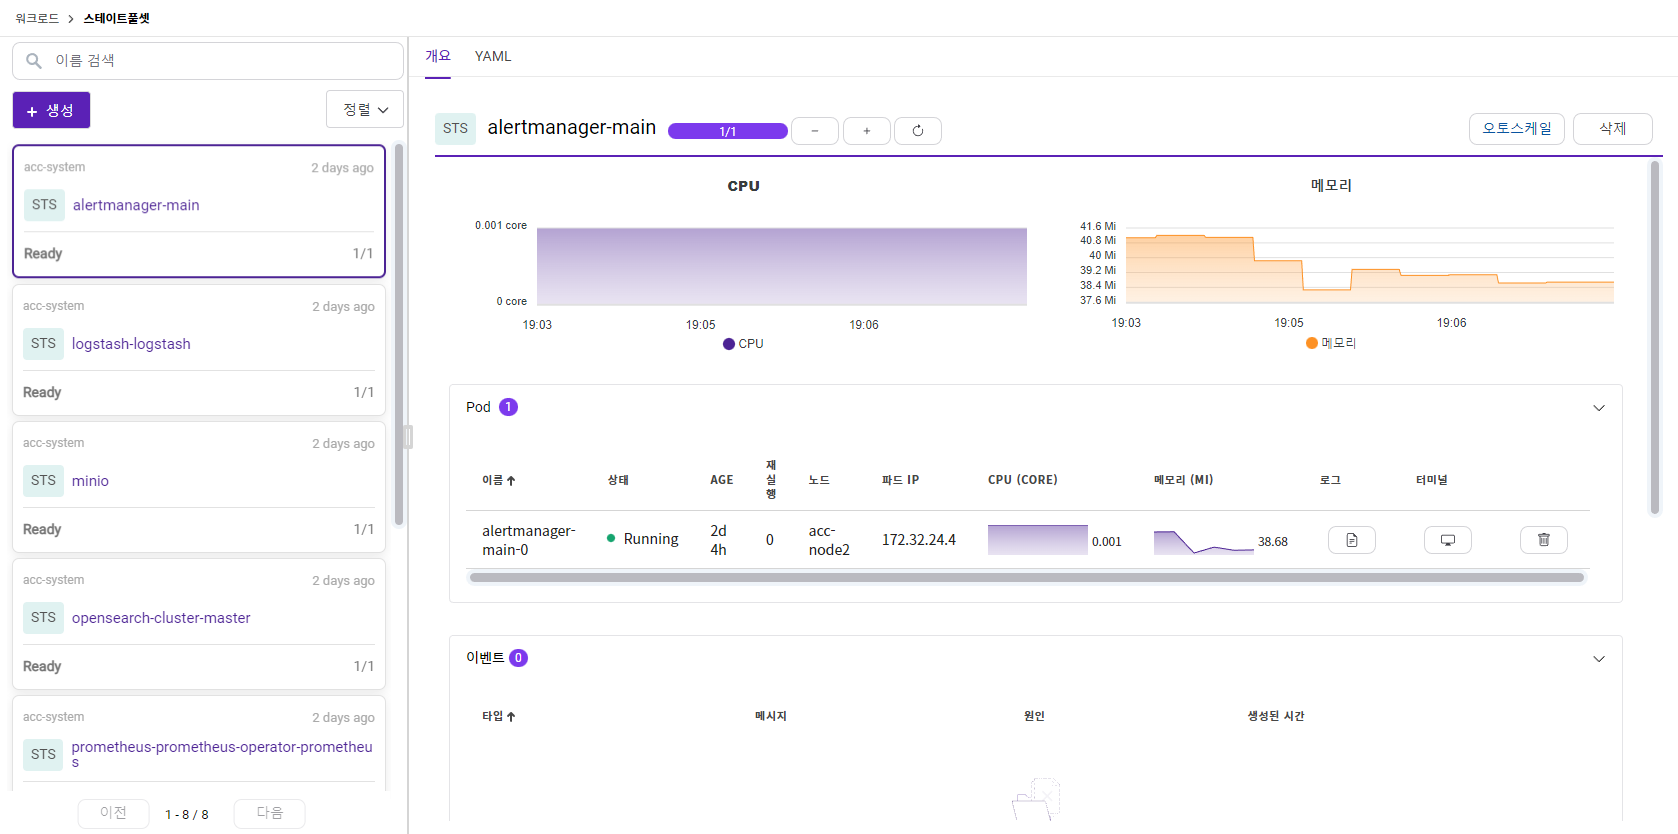 워크로드 > 스테이트풀셋
이름 검색
+ 생성
정렬
acc-system 2 days ago
STS alertmanager-main
Ready 1/1
acc-system 2 days ago
STS logstash-logstash
Ready 1/1
acc-system 2 days ago
STS minio
Ready 1/1
acc-system 2 days ago
STS opensearch-cluster-master
Ready 1/1
acc-system 2 days ago
STS prometheus-prometheus-operator-prometheu
s
이전 1 - 8 / 8 다음
개요 YAML
STS alertmanager-main 1/1 - +
오토스케일 삭제
CPU
0.001 core
0 core
19:03 19:05 19:06
CPU
메모리
41.6 Mi
40.8 Mi
40 Mi
39.2 Mi
38.4 Mi
37.6 Mi
19:03 19:05 19:06
메모리
Pod 1
이름 상태 AGE 재실행 노드 파드 IP CPU (CORE) 메모리 (MI) 로그 터미널
alertmanager-main-0 Running 2d 4h 0 acc-node2 172.32.24.4 0.001 38.68
이벤트 0
타입 메시지 원인 생성된 시간